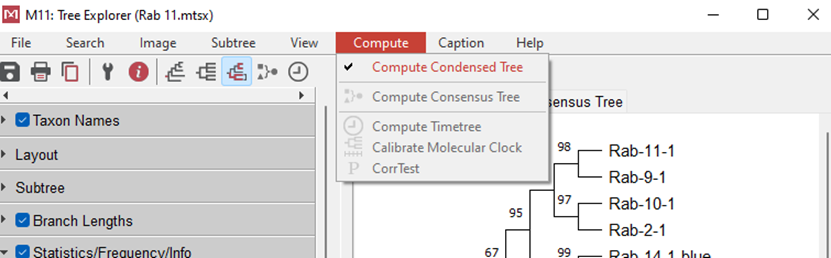 M11: Tree Explorer (Rab 11.mtsx)
File Search Image Subtree View Compute Caption Help
Compute Condensed Tree
Compute Consensus Tree
Compute Timetree
Calibrate Molecular Clock
CorrTest
nsensus Tree
Taxon Names
Layout
Subtree
Branch Lengths
Statistics/Frequency/Info
98
Rab-11-1
Rab-9-1
95
97
Rab-10-1
Rab-2-1
67
99
Rab-14-1 blue